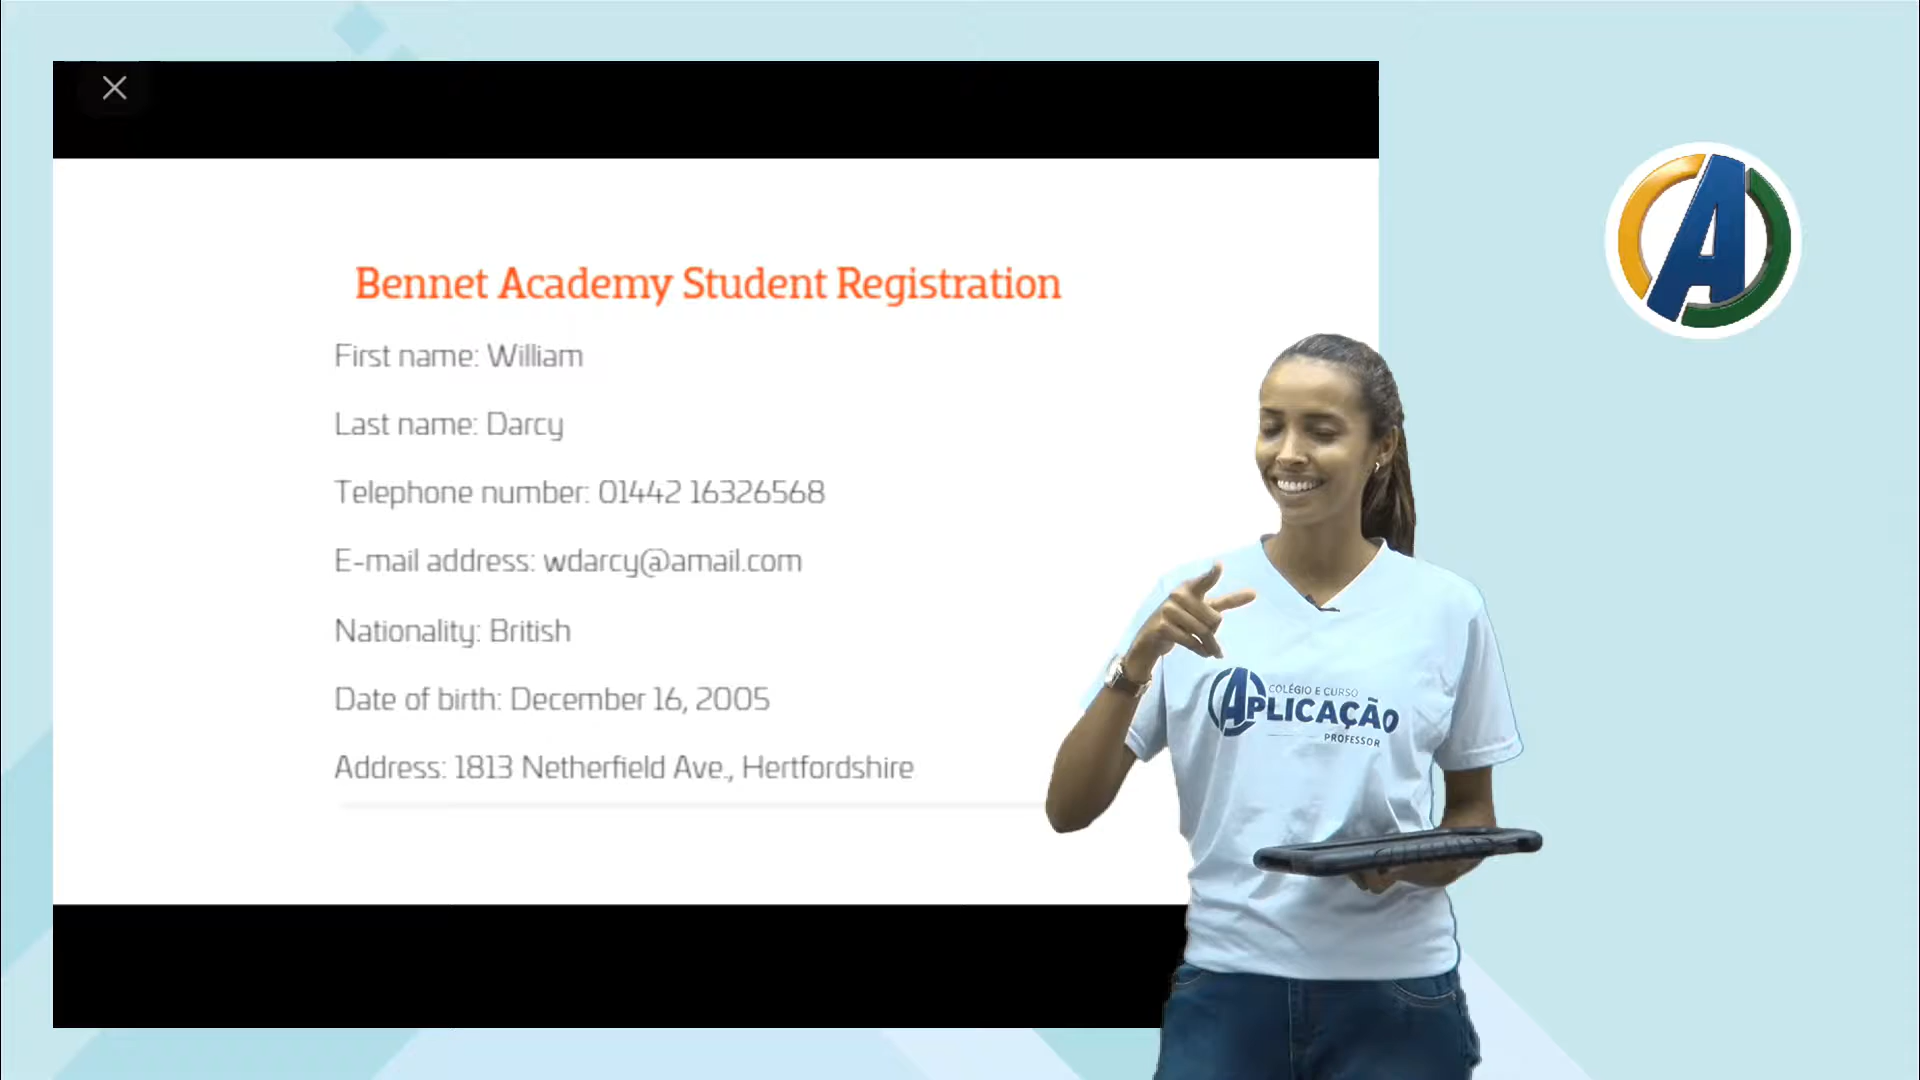 Bennet Academy Student Registration
First name: William
Last name: Darcy
Telephone number: 01442 16326568
E-mail address: wdarcy@amail.com
Nationality: British
Date of birth: December 16, 2005
Address: 1813 Netherfield Ave., Hertfordshire
COLÉGIO E CURSO
APLICAÇÃO
PROFESSOR
A